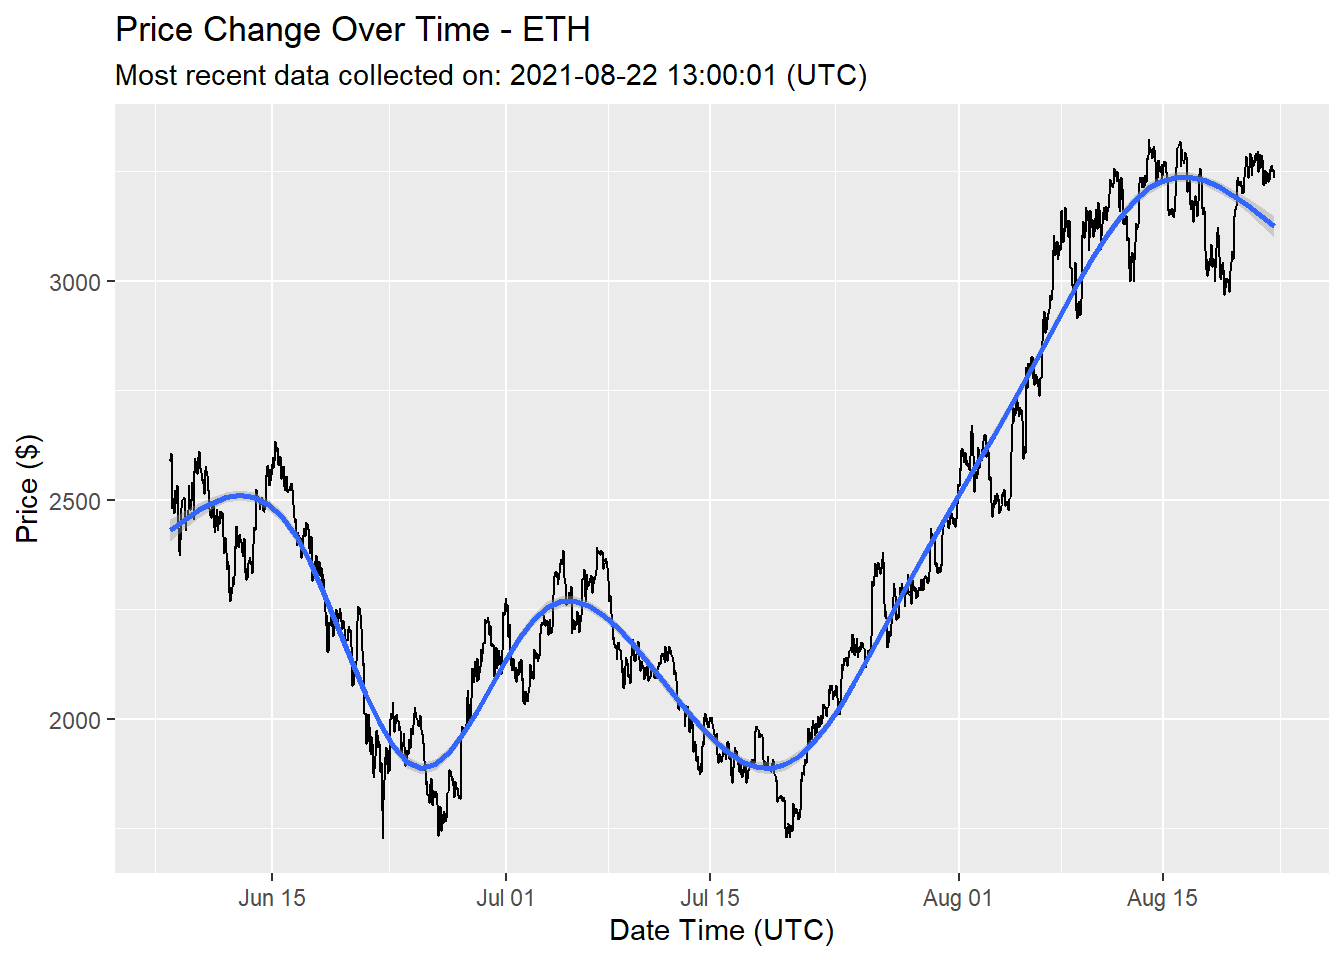 Price Change Over Time - ETH
Most recent data collected on: 2021-08-22 13:00:01 (UTC)
Price ($)
3000
2500
2000
Jun 15
Jul 01
Jul 15
Aug 01
Aug 15
Date Time (UTC)